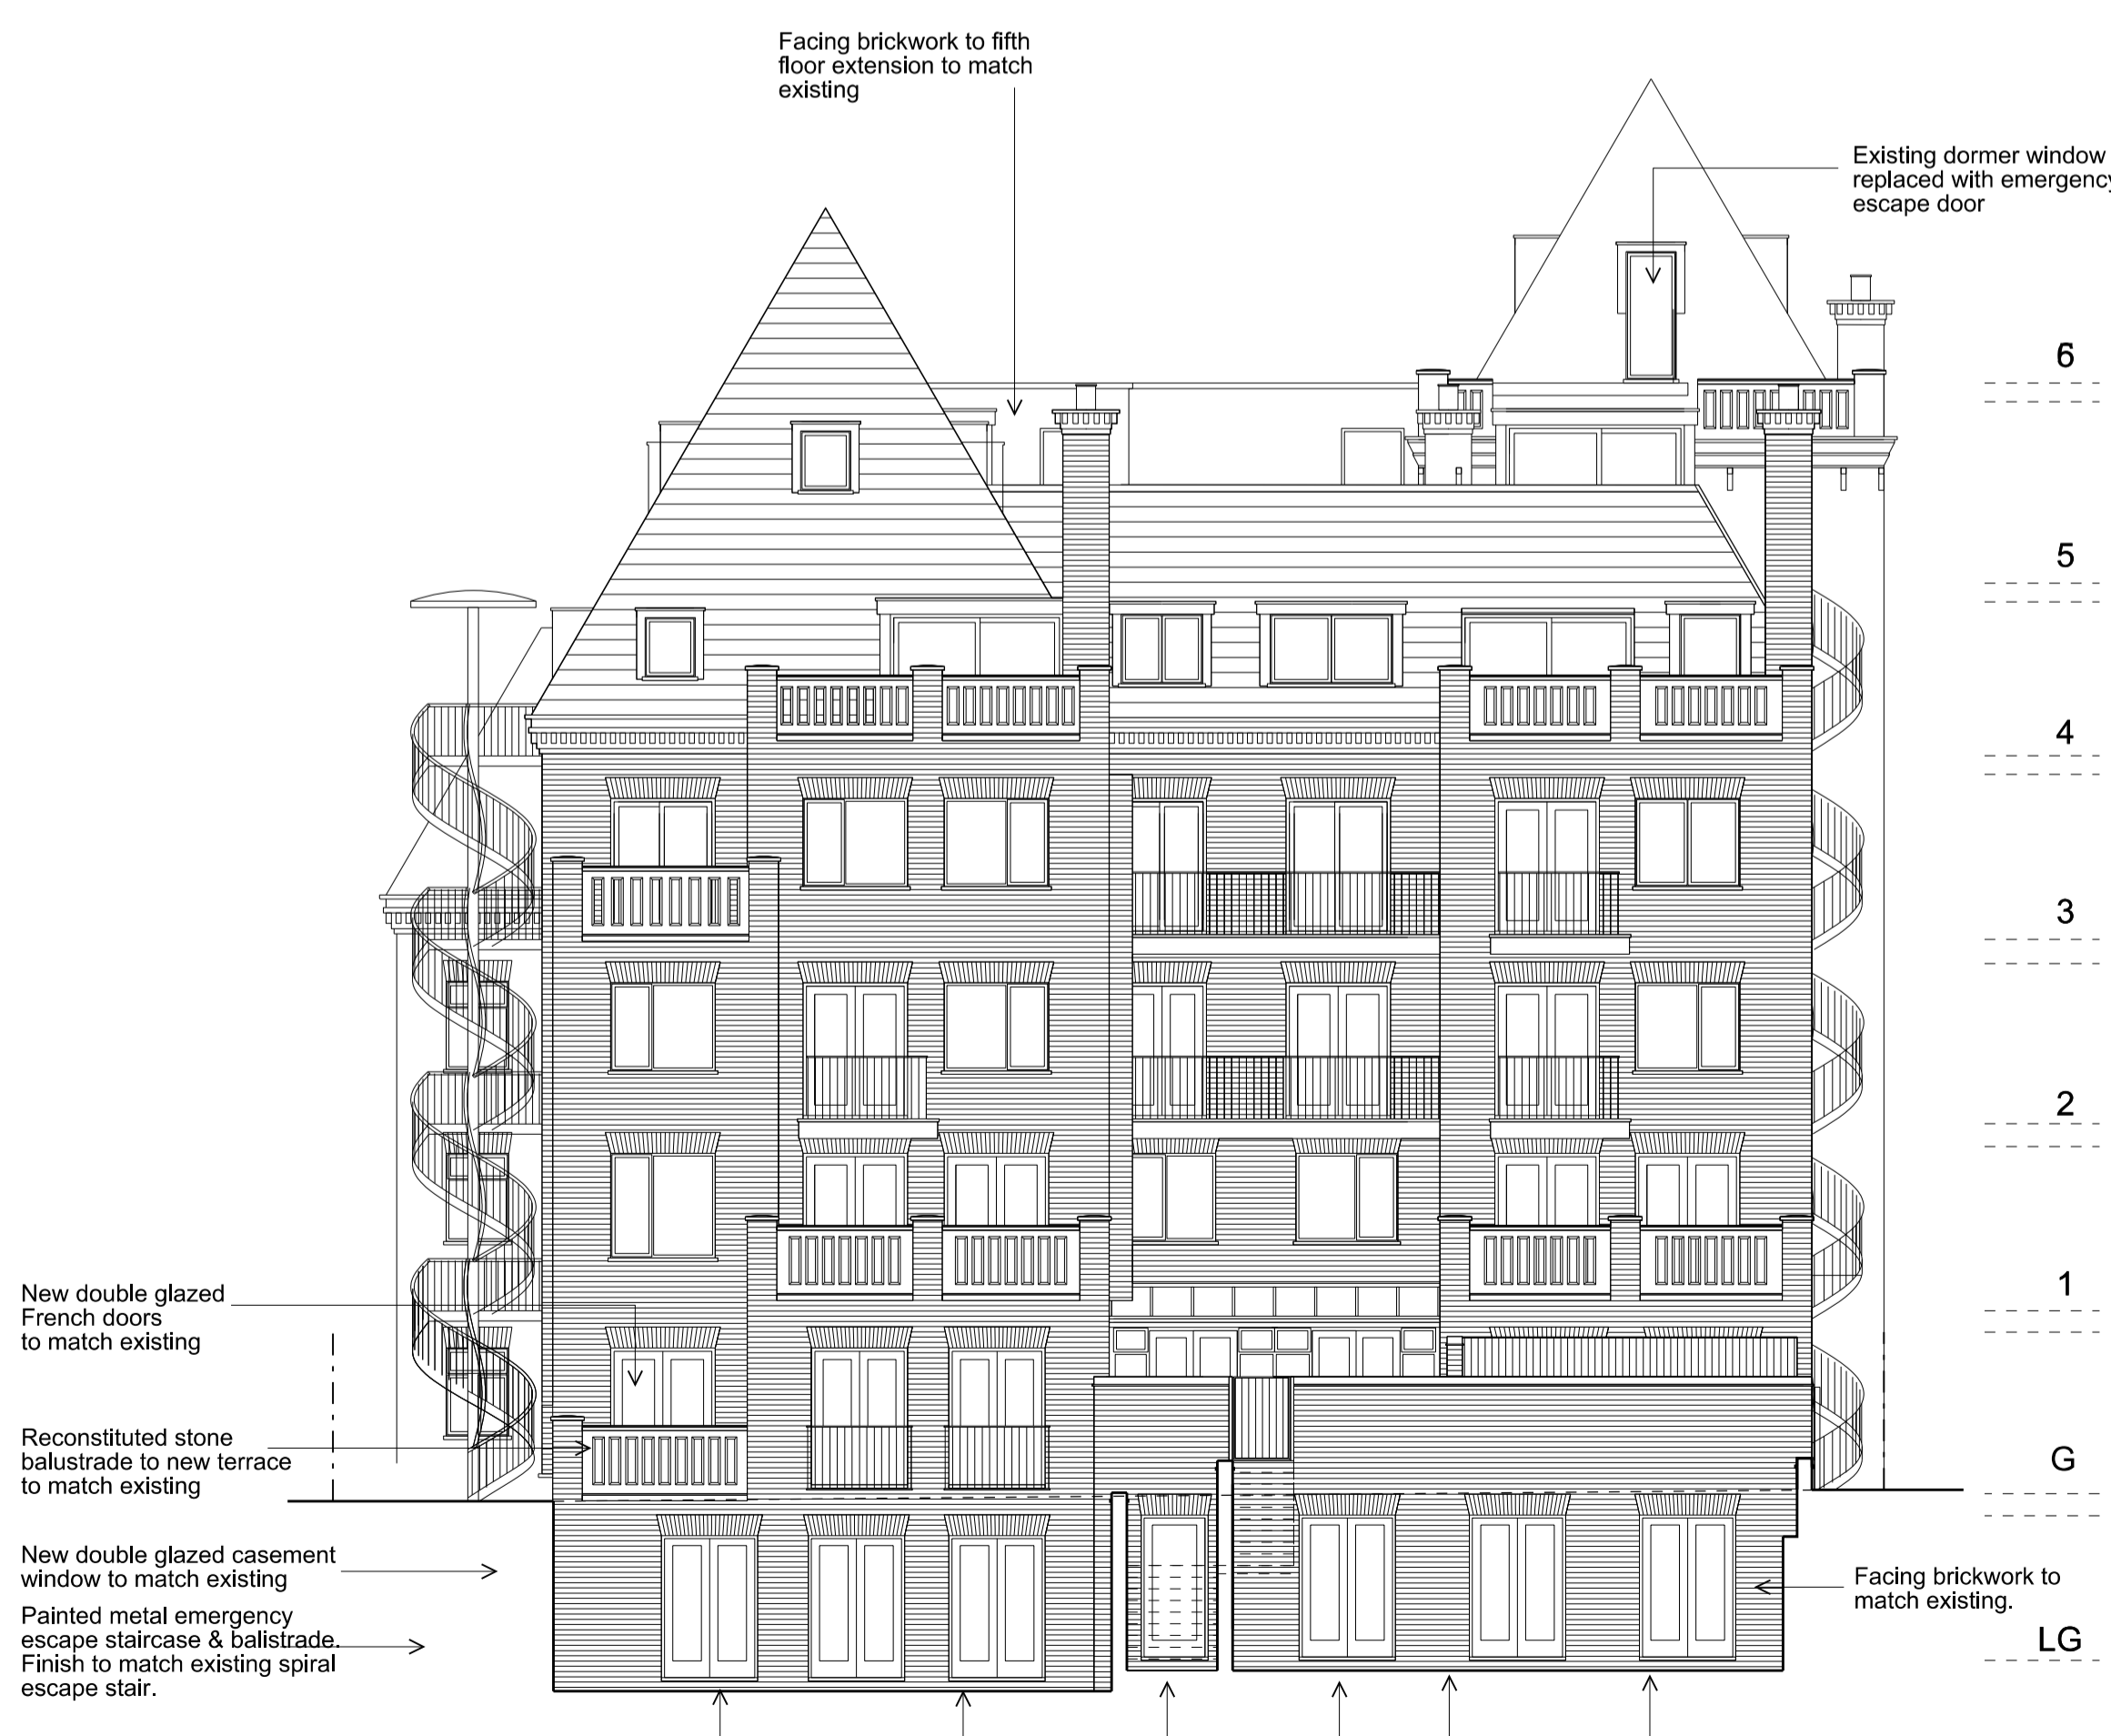 Facing brickwork to fifth
floor extension to match
existing
Existing dormer window
replaced with emergency
escape door
6
5
4
3
2
1
G
LG
New double glazed
French doors
to match existing
Reconstituted stone
balustrade to new terrace
to match existing
New double glazed casement
window to match existing
Painted metal emergency
escape staircase & balistrade.
Finish to match existing spiral
escape stair.
Facing brickwork to
match existing.